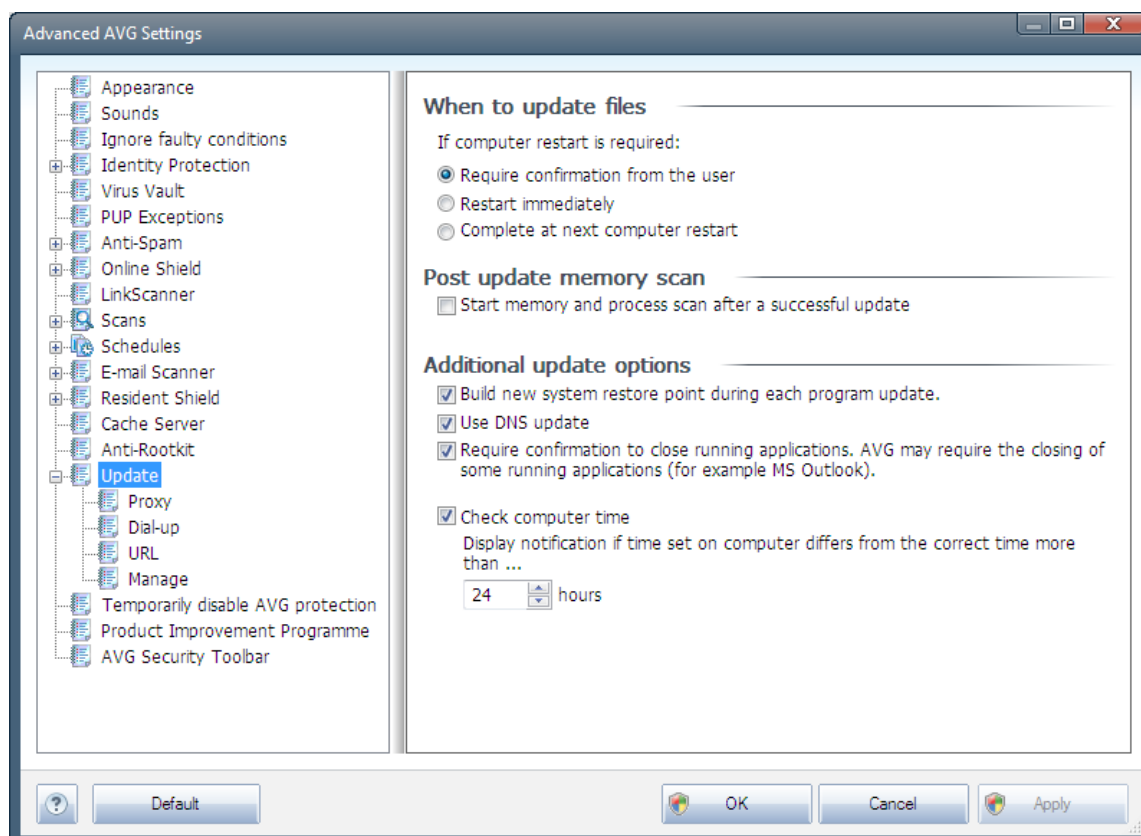 Advanced AVG Settings
Appearance
Sounds
Ignore faulty conditions
Identity Protection
Virus Vault
PUP Exceptions
Anti-Spam
Online Shield
LinkScanner
Scans
Schedules
E-mail Scanner
Resident Shield
Cache Server
Anti-Rootkit
Update
Proxy
Dial-up
URL
Manage
Temporarily disable AVG protection
Product Improvement Programme
AVG Security Toolbar
When to update files
If computer restart is required:
Require confirmation from the user
Restart immediately
Complete at next computer restart
Post update memory scan
Start memory and process scan after a successful update
Additional update options
Build new system restore point during each program update.
Use DNS update
Require confirmation to close running applications. AVG may require the closing of
some running applications (for example MS Outlook).
Check computer time
Display notification if time set on computer differs from the correct time more
than ...
24 hours
? Default OK Cancel Apply